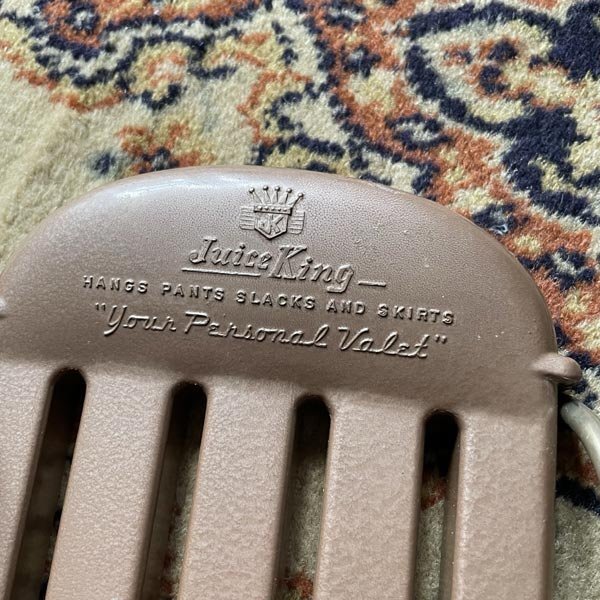 JK
Juice King
HANGS PANTS SLACKS AND SKIRTS
"Your Personal Valet"